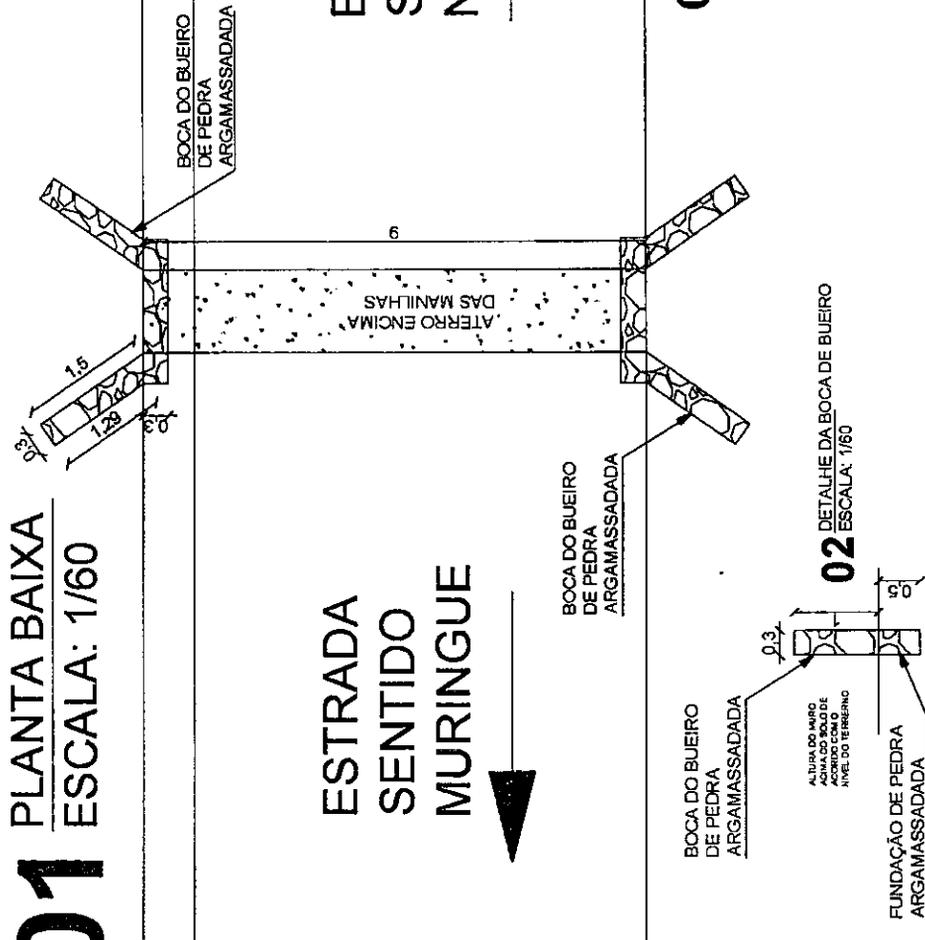 01 PLANTA BAIXA
ESCALA: 1/60
BOCA DO BUEIRO
DE PEDRA
ARGAMASSADADA
1,5
1,29
0,3
0,3
6
ATERRO ENCIMA
DAS MANILHAS
ESTRADA
SENTIDO
MURINGUE
BOCA DO BUEIRO
DE PEDRA
ARGAMASSADADA
02 DETALHE DA BOCA DE BUEIRO
ESCALA: 1/60
0,3
0,5
BOCA DO BUEIRO
DE PEDRA
ARGAMASSADADA
ALTURA DO MURO
ACIMA DO SOLO DE
ACORDO COM O
NIVEL DO TERRERNO
FUNDAÇÃO DE PEDRA
ARGAMASSADADA